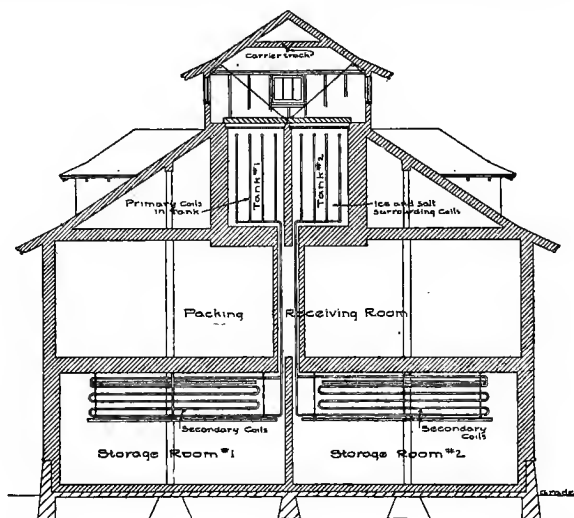 Carrier track
Tank #1
Tank #2
Primary Coils
in Tank
Ice and Salt
surrounding Coils
Packing
Receiving Room
Secondary Coils
Secondary
Coils
Storage Room #1
Storage Room #2
Grade